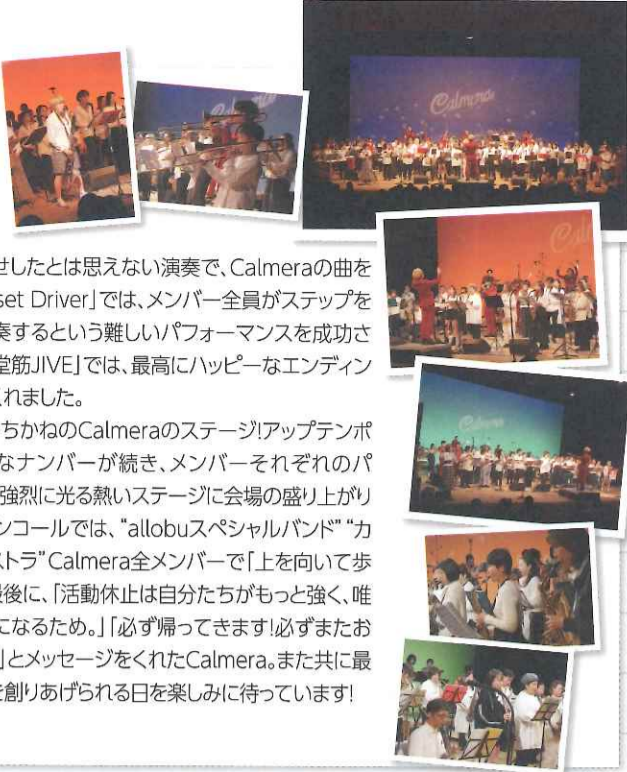 Calmera
Calmera
せしたとは思えない演奏で、Calmeraの曲を
set Driver」では、メンバー全員がステップを
奏するという難しいパフォーマンスを成功さ
堂筋JIVE」では、最高にハッピーなエンディン
くれました。
ちかねのCalmeraのステージ!アップテンポ
なナンバーが続き、メンバーそれぞれのパ
強烈に光る熱いステージに会場の盛り上がり
ンコールでは、“allobuスペシャルバンド”“カ
ストラ”Calmera全メンバーで「上を向いて歩
最後に、「活動休止は自分たちがもっと強く、唯
になるため。」「必ず帰ってきます!必ずまたお
」とメッセージをくれたCalmera。また共に最
を創りあげられる日を楽しみに待っています!
Cal
Calmera